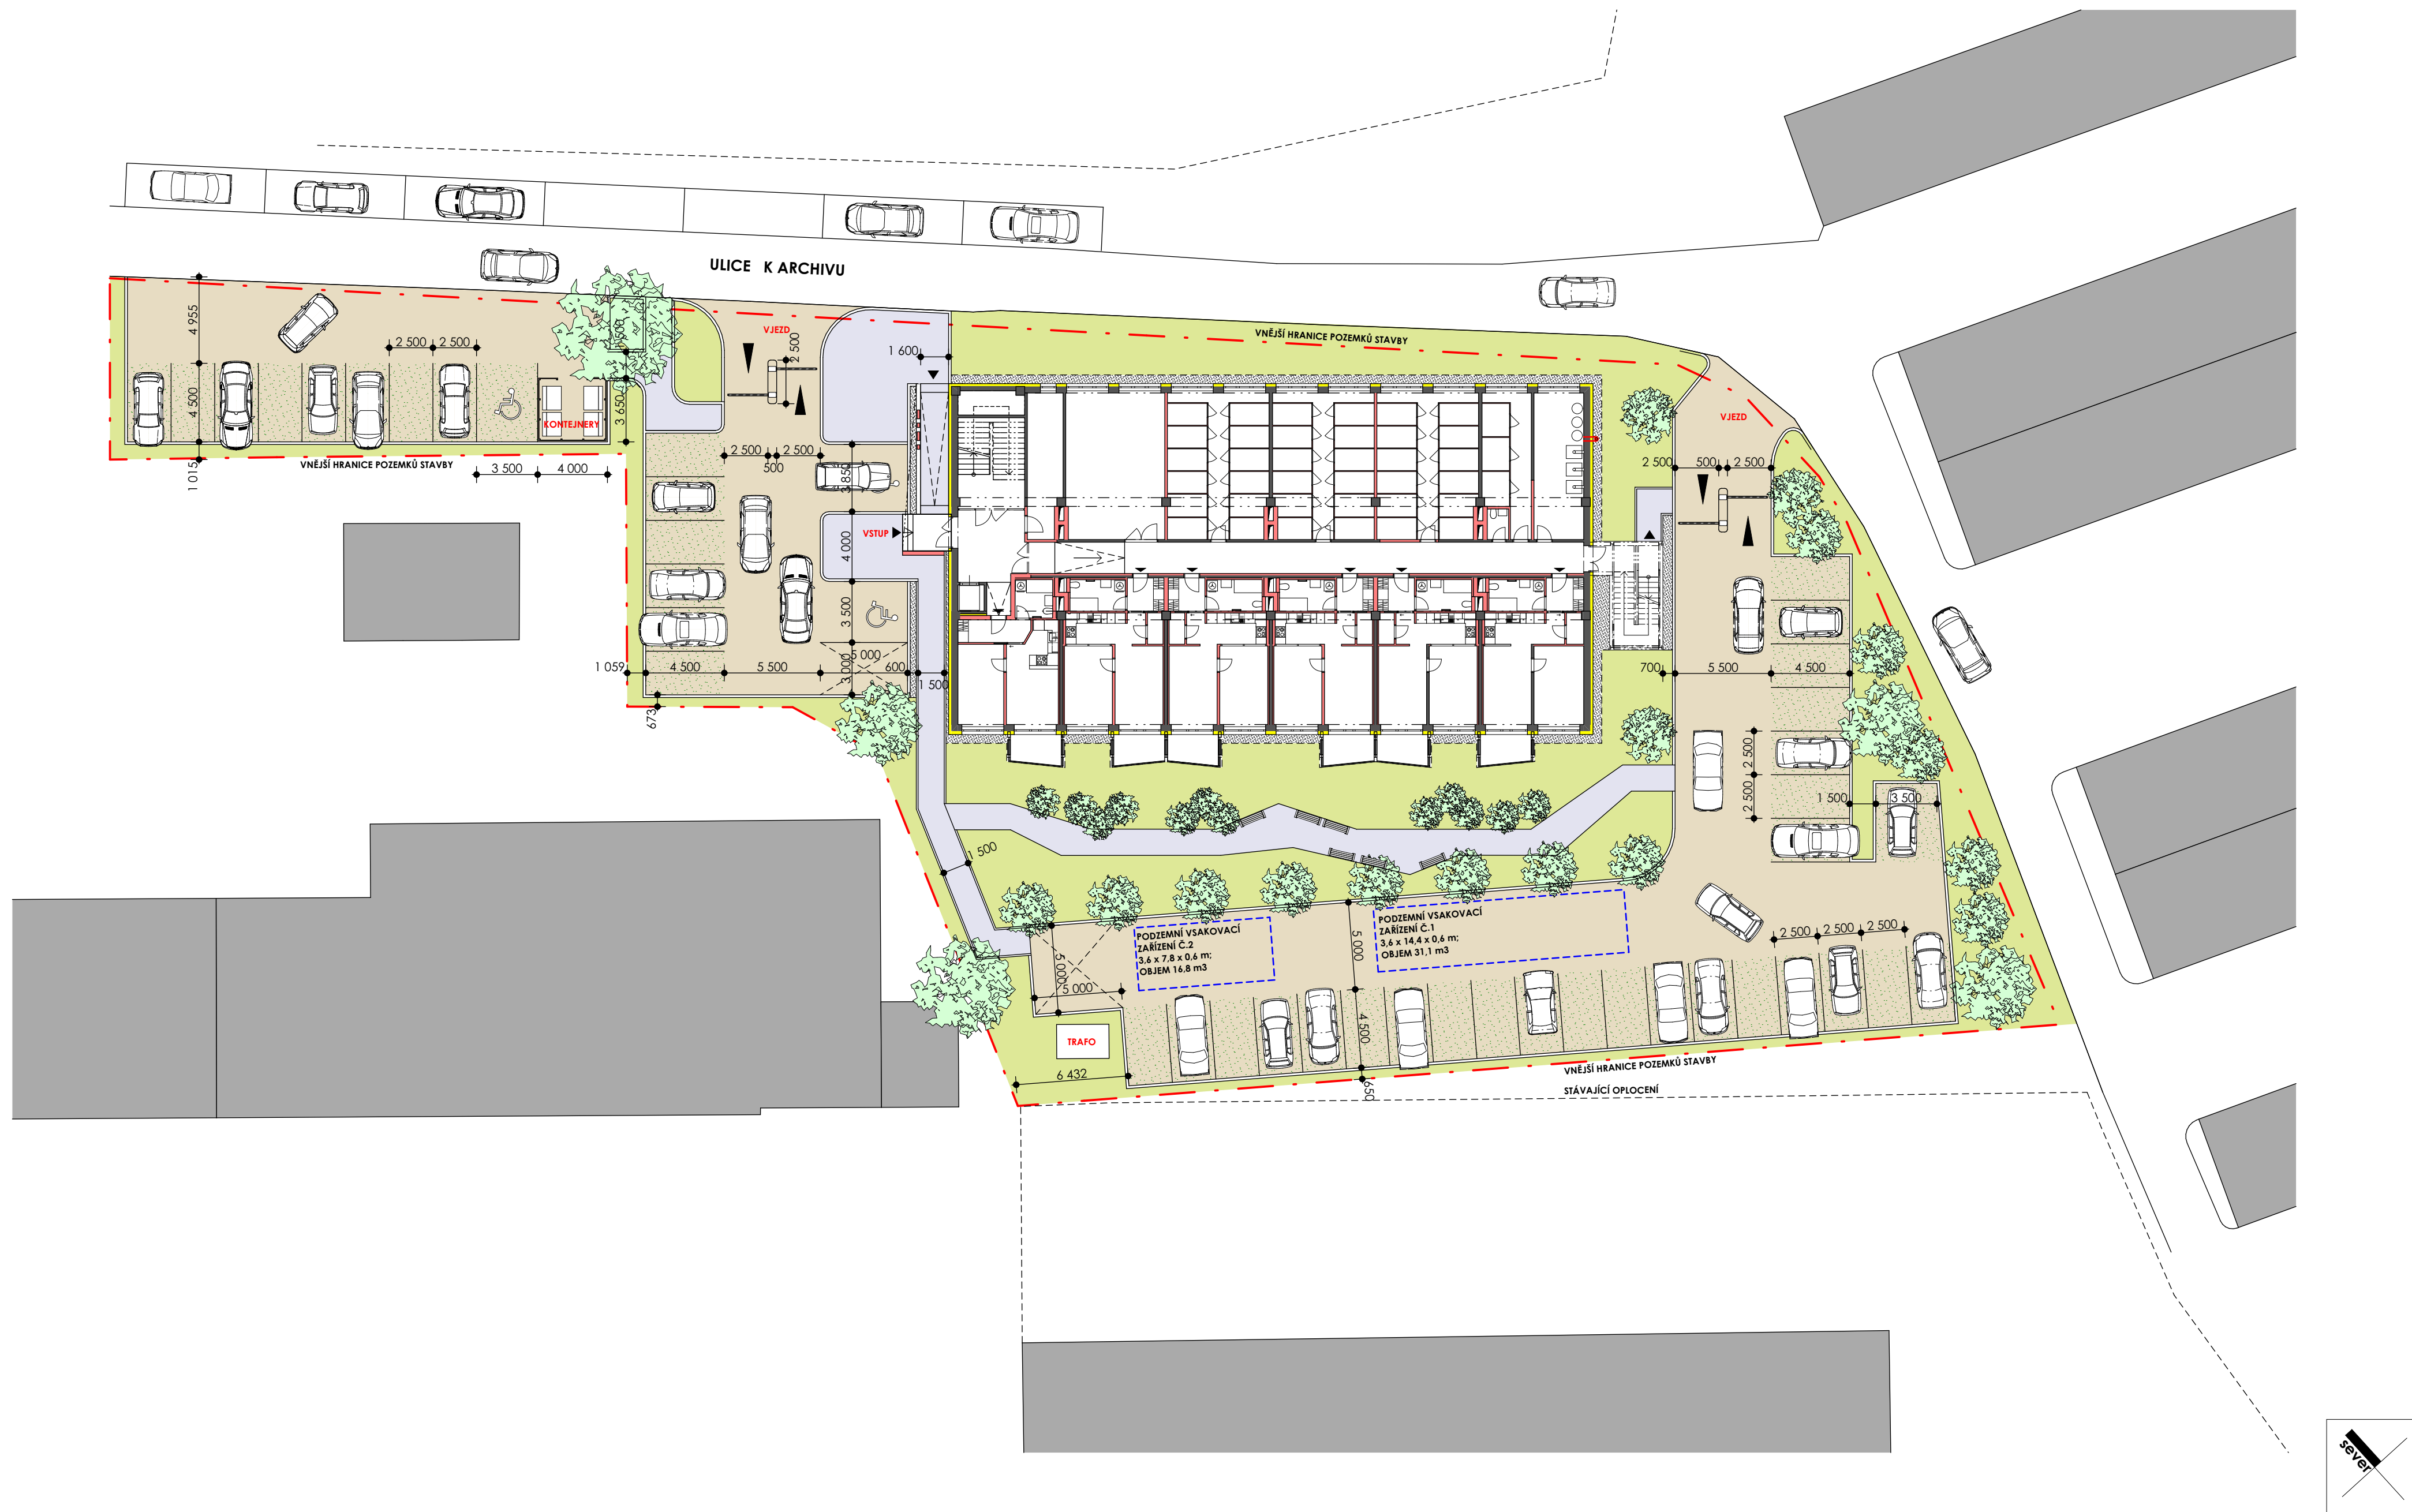 ULICE K ARCHIVU
4 955
2 500 2 500
VJEZD
2 500
VNĚJŠÍ HRANICE POZEMKŮ STAVBY
1 600
4 500
3 650
KONTEJNERY
VJEZD
VNĚJŠÍ HRANICE POZEMKŮ STAVBY
1 015
3 500 4 000
2 500 2 500
500
3 850
2 500 500 2 500
VSTUP
4 000
3 500
5 000
3 000
1 059 4 500 5 500 600
1 500
673
700 5 500 4 500
2 500
2 500
1 500 3 500
1 500
PODZEMNÍ VSAKOVACÍ
ZAŘÍZENÍ Č.2
3,6 x 7,8 x 0,6 m;
OBJEM 16,8 m3
PODZEMNÍ VSAKOVACÍ
ZAŘÍZENÍ Č.1
3,6 x 14,4 x 0,6 m;
OBJEM 31,1 m3
5 000
5 000
5 000
2 500 2 500 2 500
4 500
TRAFO
6 432
650
VNĚJŠÍ HRANICE POZEMKŮ STAVBY
STÁVAJÍCÍ OPLOCENÍ
sever